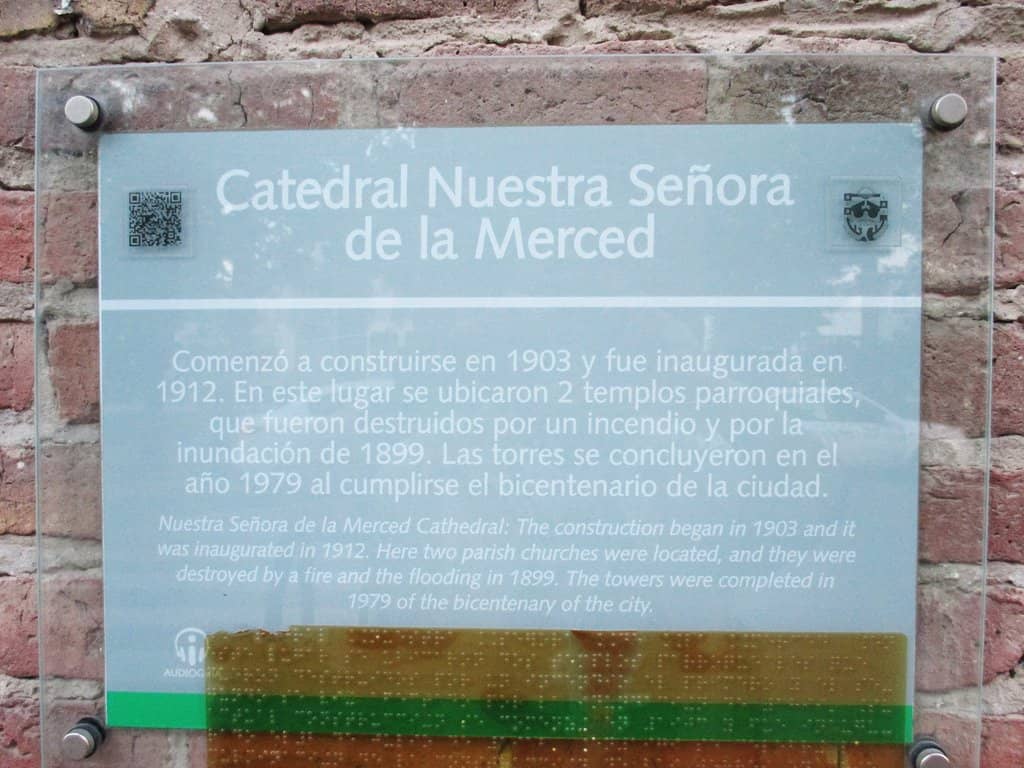 Catedral Nuestra Señora
de la Merced
Comenzó a construirse en 1903 y fue inaugurada en
1912. En este lugar se ubicaron 2 templos parroquiales,
que fueron destruidos por un incendio y por la
inundación de 1899. Las torres se concluyeron en el
año 1979 al cumplirse el bicentenario de la ciudad.
Nuestra Señora de la Merced Cathedral: The construction began in 1903 and it
was inaugurated in 1912. Here two parish churches were located, and they were
destroyed by a fire and the flooding in 1899. The towers were completed in
1979 of the bicentenary of the city.